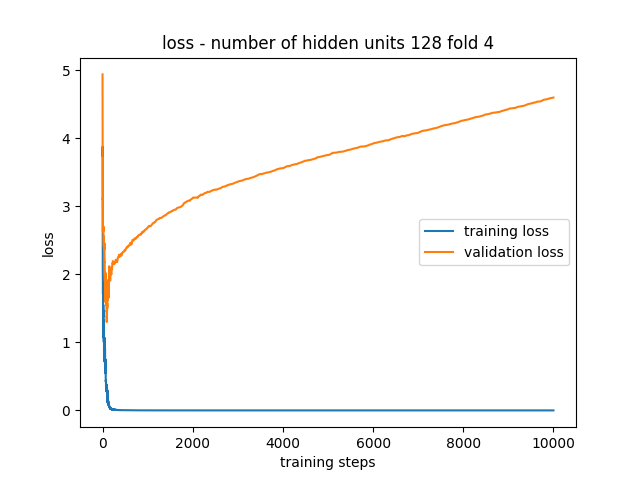 loss - number of hidden units 128 fold 4
5
4
3
2
1
0
loss
training loss
validation loss
0 2000 4000 6000 8000 10000
training steps